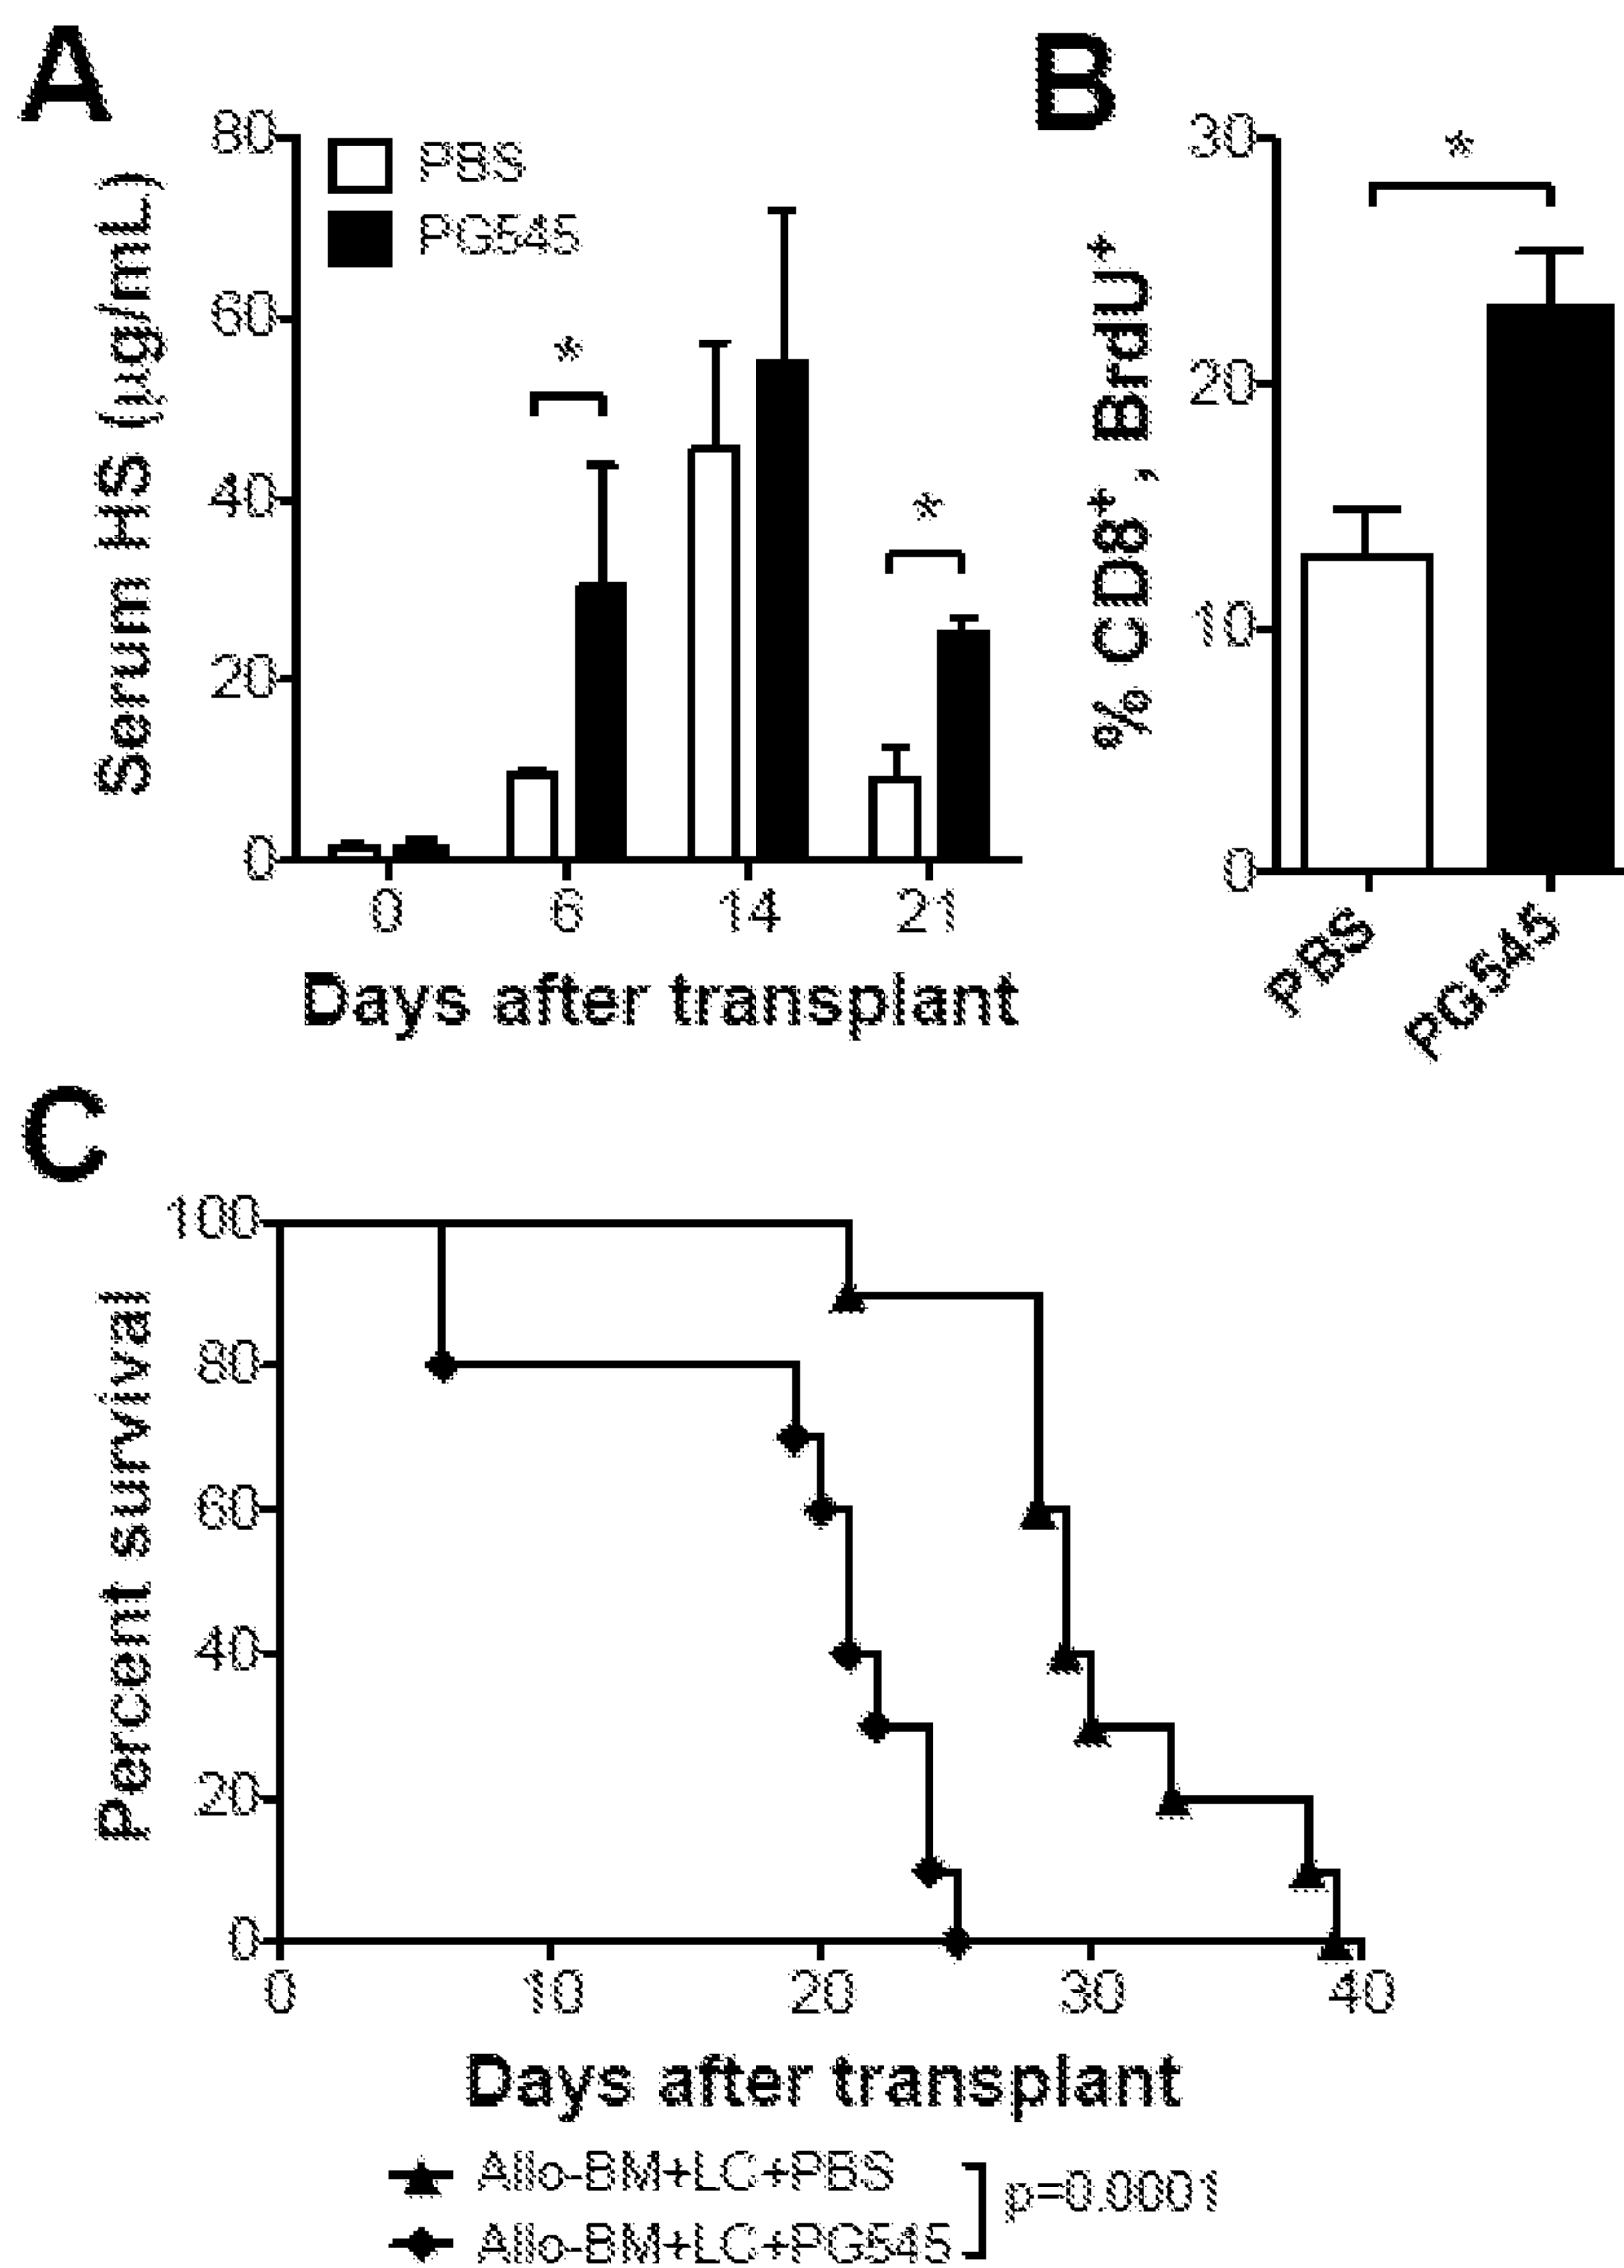 A
80
60
40
20
0
Serum HS (µg/mL)
PBS
PG545
*
*
0 6 14 21
Days after transplant
B
30
20
10
0
% CD8+, BrdU+
*
PBS
PG545
C
100
80
60
40
20
0
Percent survival
0 10 20 30 40
Days after transplant
Allo-BM+LC+PBS
Allo-BM+LC+PG545
p=0.0001